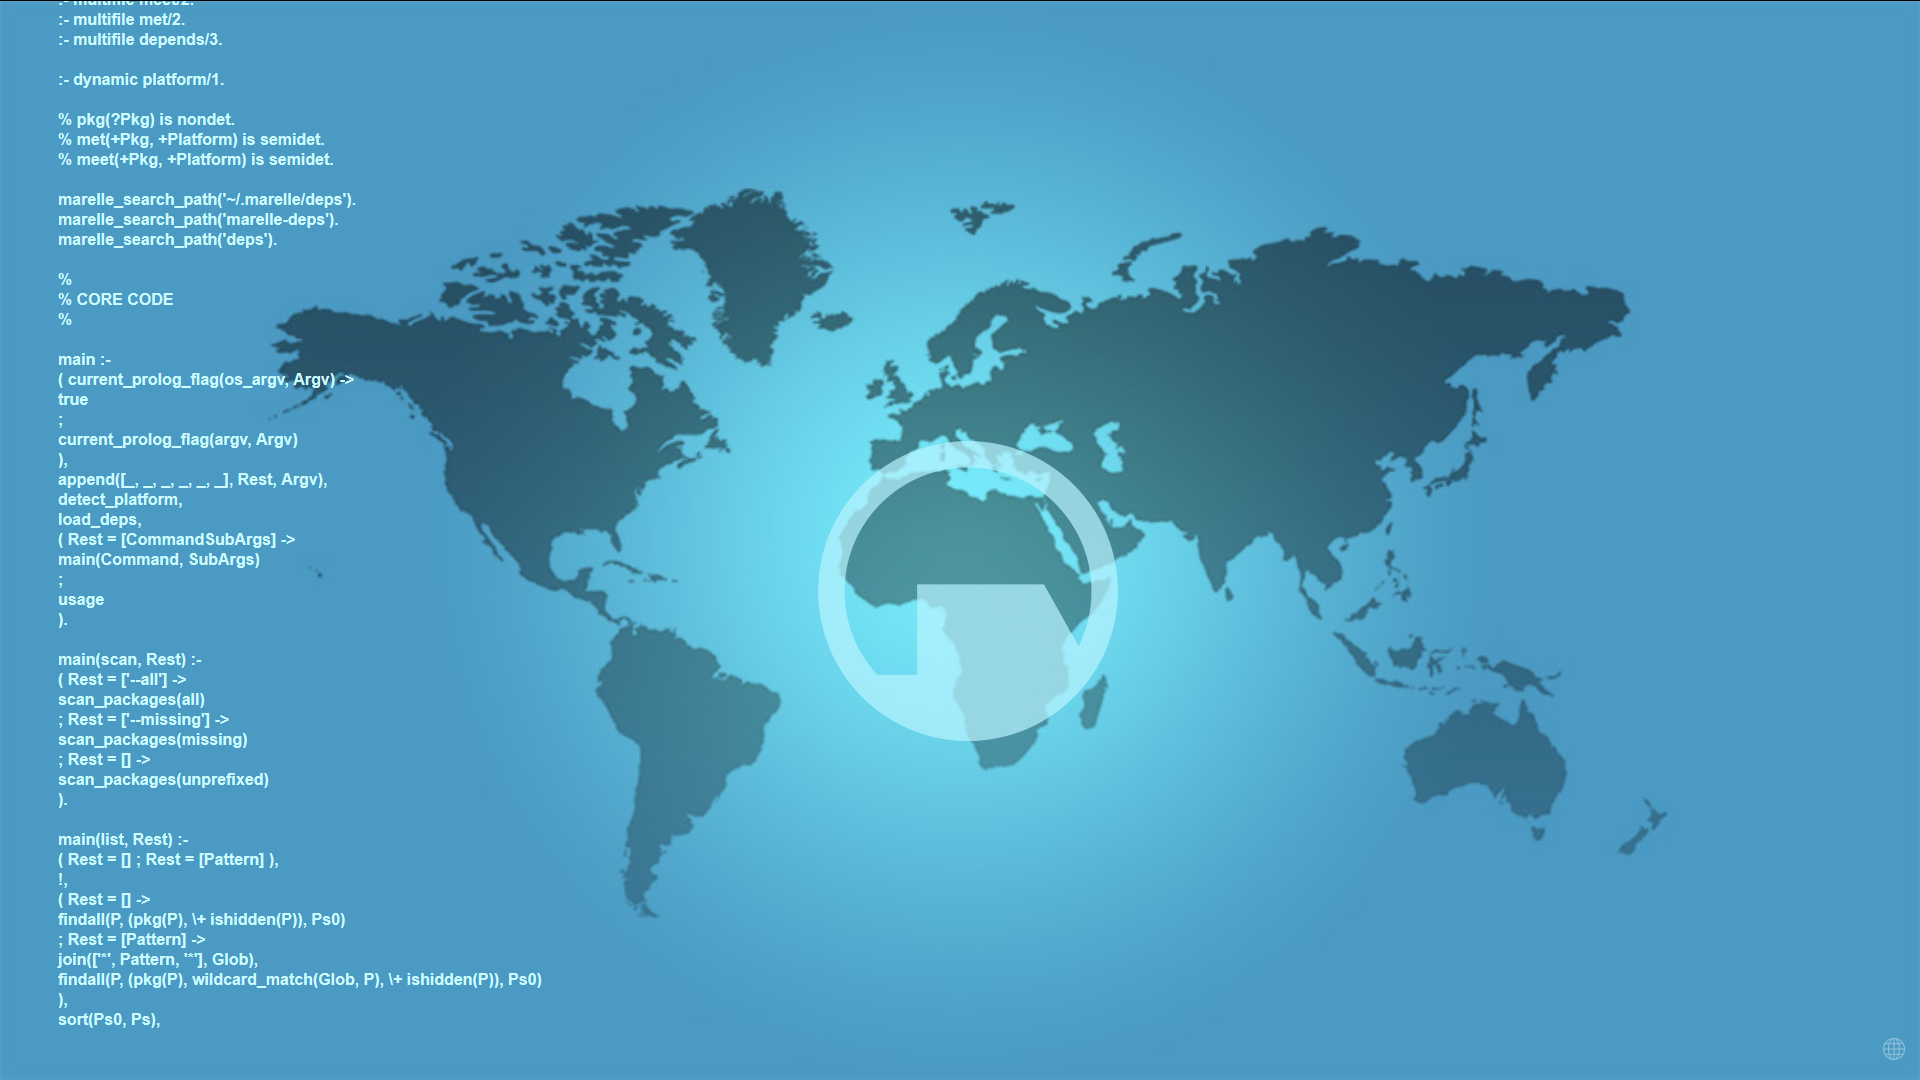 :- multifile meet/2.
:- multifile met/2.
:- multifile depends/3.
:- dynamic platform/1.
% pkg(?Pkg) is nondet.
% met(+Pkg, +Platform) is semidet.
% meet(+Pkg, +Platform) is semidet.
marelle_search_path('~/.marelle/deps').
marelle_search_path('marelle-deps').
marelle_search_path('deps').
%
% CORE CODE
%
main :-
( current_prolog_flag(os_argv, Argv) ->
true
;
current_prolog_flag(argv, Argv)
),
append([_, _, _, _, _, _], Rest, Argv),
detect_platform,
load_deps,
( Rest = [CommandSubArgs] ->
main(Command, SubArgs)
;
usage
).
main(scan, Rest) :-
( Rest = ['--all'] ->
scan_packages(all)
; Rest = ['--missing'] ->
scan_packages(missing)
; Rest = [] ->
scan_packages(unprefixed)
).
main(list, Rest) :-
( Rest = [] ; Rest = [Pattern] ),
!,
( Rest = [] ->
findall(P, (pkg(P), \+ ishidden(P)), Ps0)
; Rest = [Pattern] ->
join(['*', Pattern, '*'], Glob),
findall(P, (pkg(P), wildcard_match(Glob, P), \+ ishidden(P)), Ps0)
),
sort(Ps0, Ps),